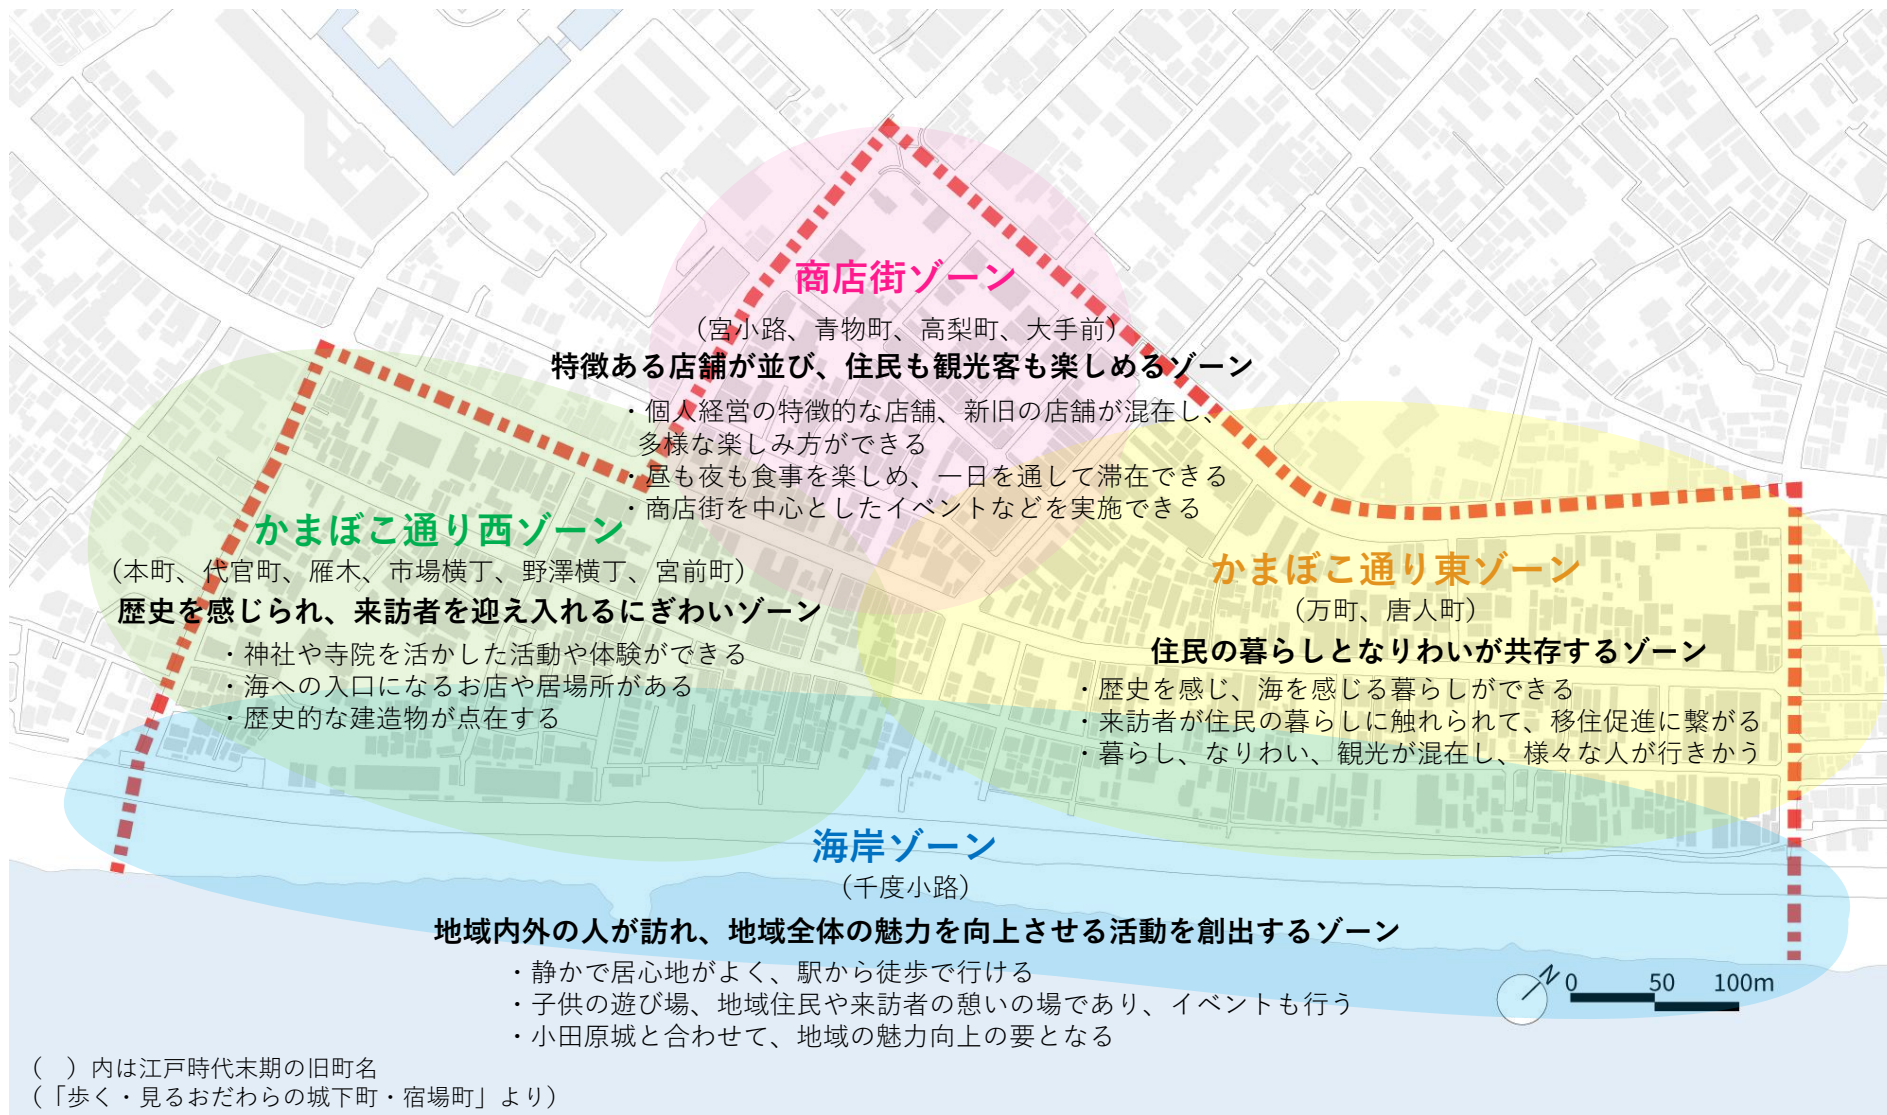 商店街ゾーン
（宮小路、青物町、高梨町、大手前）
特徴ある店舗が並び、住民も観光客も楽しめるゾーン
・個人経営の特徴的な店舗、新旧の店舗が混在し、
多様な楽しみ方ができる
・昼も夜も食事を楽しめ、一日を通して滞在できる
・商店街を中心としたイベントなどを実施できる
かまぼこ通り西ゾーン
（本町、代官町、雁木、市場横丁、野澤横丁、宮前町）
歴史を感じられ、来訪者を迎え入れるにぎわいゾーン
・神社や寺院を活かした活動や体験ができる
・海への入口になるお店や居場所がある
・歴史的な建造物が点在する
かまぼこ通り東ゾーン
（万町、唐人町）
住民の暮らしとなりわいが共存するゾーン
・歴史を感じ、海を感じる暮らしができる
・来訪者が住民の暮らしに触れられて、移住促進に繋がる
・暮らし、なりわい、観光が混在し、様々な人が行きかう
海岸ゾーン
（千度小路）
地域内外の人が訪れ、地域全体の魅力を向上させる活動を創出するゾーン
・静かで居心地がよく、駅から徒歩で行ける
・子供の遊び場、地域住民や来訪者の憩いの場であり、イベントも行う
・小田原城と合わせて、地域の魅力向上の要となる
N 0 50 100m
（　）内は江戸時代末期の旧町名
（「歩く・見るおだわらの城下町・宿場町」より）